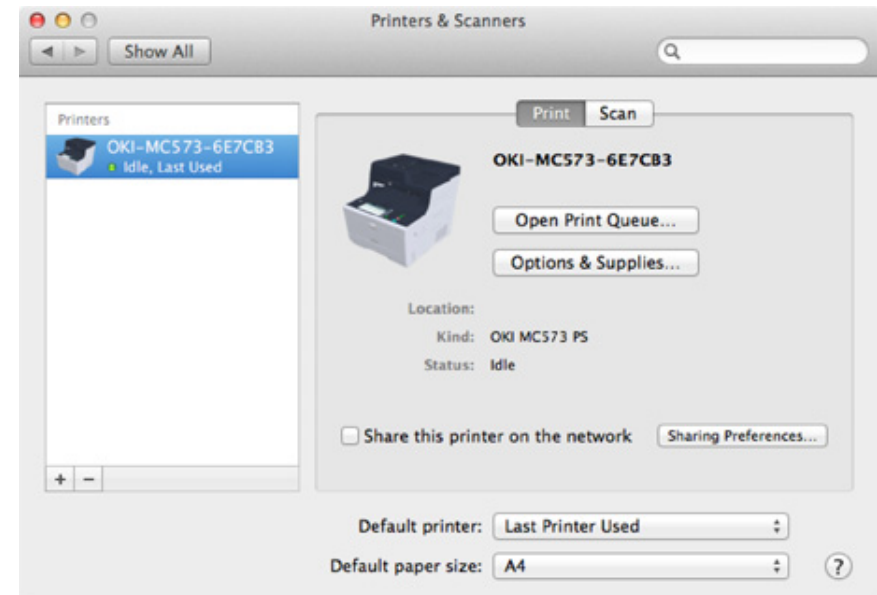 Printers & Scanners
Show All
Printers
OKI-MC573-6E7CB3
Idle, Last Used
Print Scan
OKI-MC573-6E7CB3
Open Print Queue...
Options & Supplies...
Location:
Kind: OKI MC573 PS
Status: Idle
Share this printer on the network Sharing Preferences...
+ −
Default printer: Last Printer Used
Default paper size: A4 ?